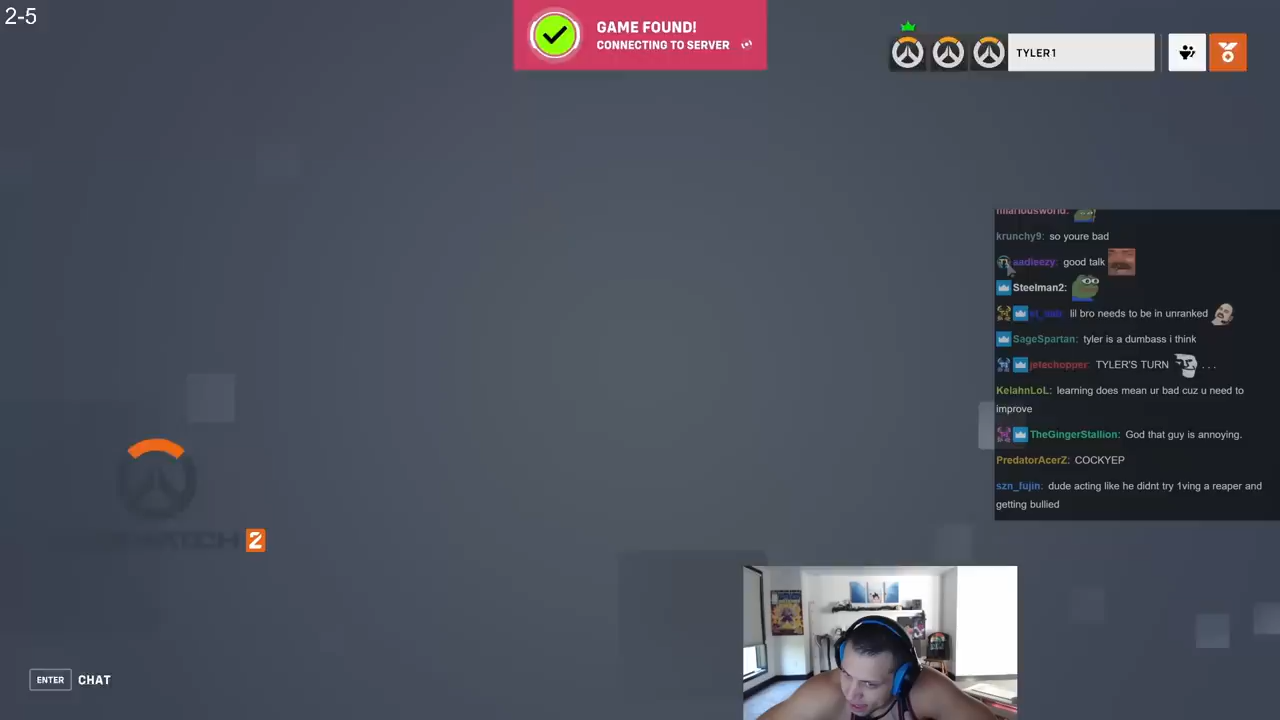 2-5
GAME FOUND!
CONNECTING TO SERVER
TYLER1
krunchy9: so youre bad
aadieezy: good talk
Steelman2:
lil bro needs to be in unranked
SageSpartan: tyler is a dumbass i think
jetechopper: TYLER'S TURN ...
KelahnLoL: learning does mean ur bad cuz u need to
improve
TheGingerStallion: God that guy is annoying.
PredatorAcerZ: COCKYEP
szn_fujin: dude acting like he didnt try 1ving a reaper and
getting bullied
2
ENTER CHAT